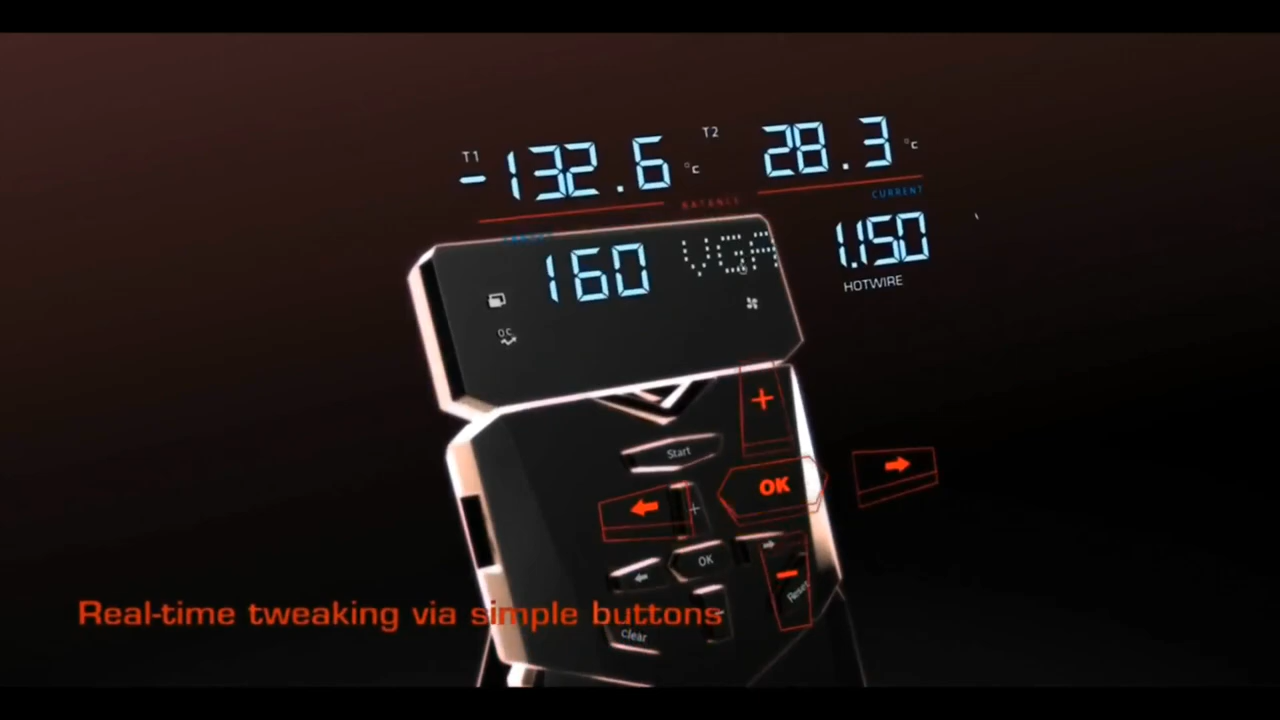 T1 -132.6 °C T2 28.3 °C
CURRENT
160 VGA 1.150
HOTWIRE
OC
+
Start
OK
+
OK
Reset
Clear
Real-time tweaking via simple buttons